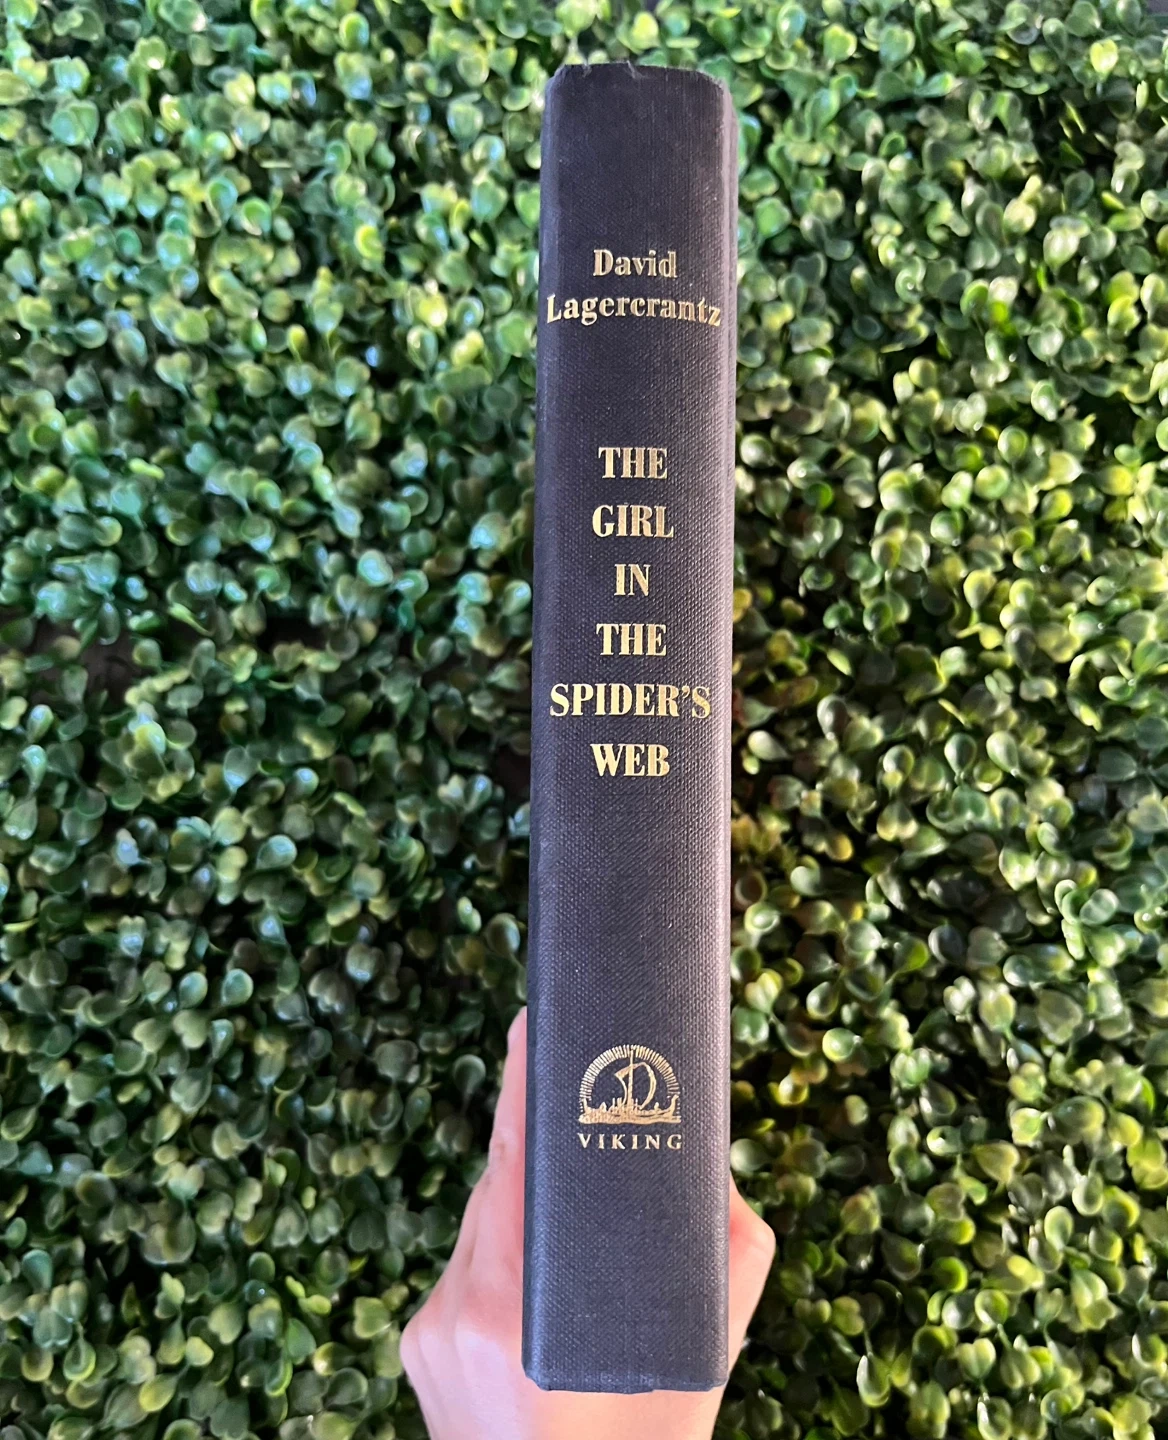 David
Lagercrantz
THE
GIRL
IN
THE
SPIDER’S
WEB
VIKING